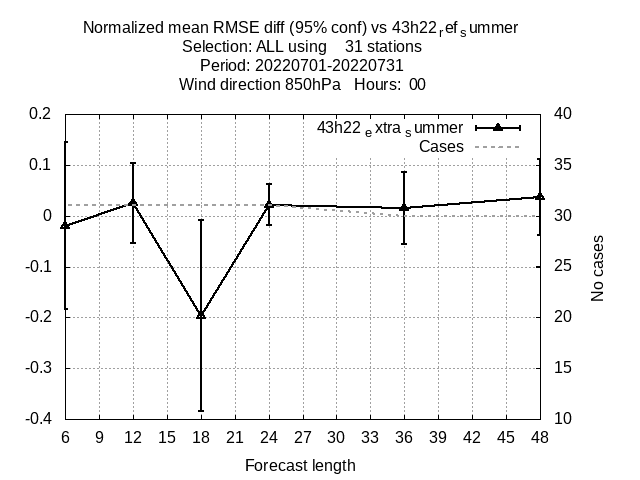 Normalized mean RMSE diff (95% conf) vs 43h22refsummer
Selection: ALL using 31 stations
Period: 20220701-20220731
Wind direction 850hPa Hours: 00
43h22extrasummer
Cases
0.2
0.1
0
-0.1
-0.2
-0.3
-0.4
40
35
30
25
20
15
10
No cases
6 9 12 15 18 21 24 27 30 33 36 39 42 45 48
Forecast length